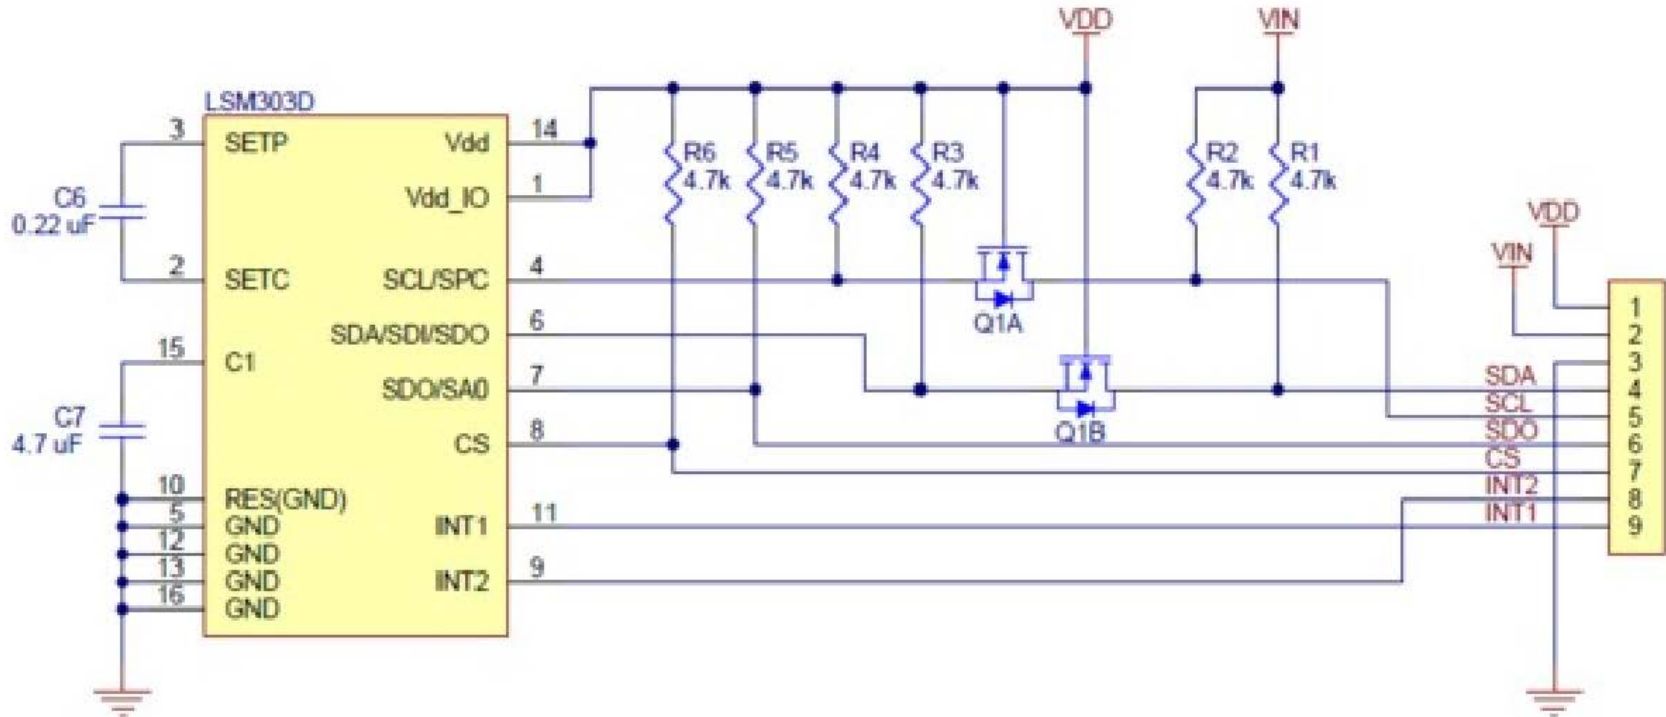 VDD
VIN
LSM303D
3
SETP
Vdd
14
R6
4.7k
R5
4.7k
R4
4.7k
R3
4.7k
R2
4.7k
R1
4.7k
C6
0.22 uF
Vdd_IO
1
VDD
VIN
2
SETC
SCL/SPC
4
Q1A
SDA/SDI/SDO
6
15
C1
SDO/SA0
7
Q1B
C7
4.7 uF
CS
8
10
RES(GND)
5
GND
INT1
11
12
GND
13
GND
INT2
9
16
GND
1
2
3
SDA
4
SCL
5
SDO
6
CS
7
INT2
8
INT1
9